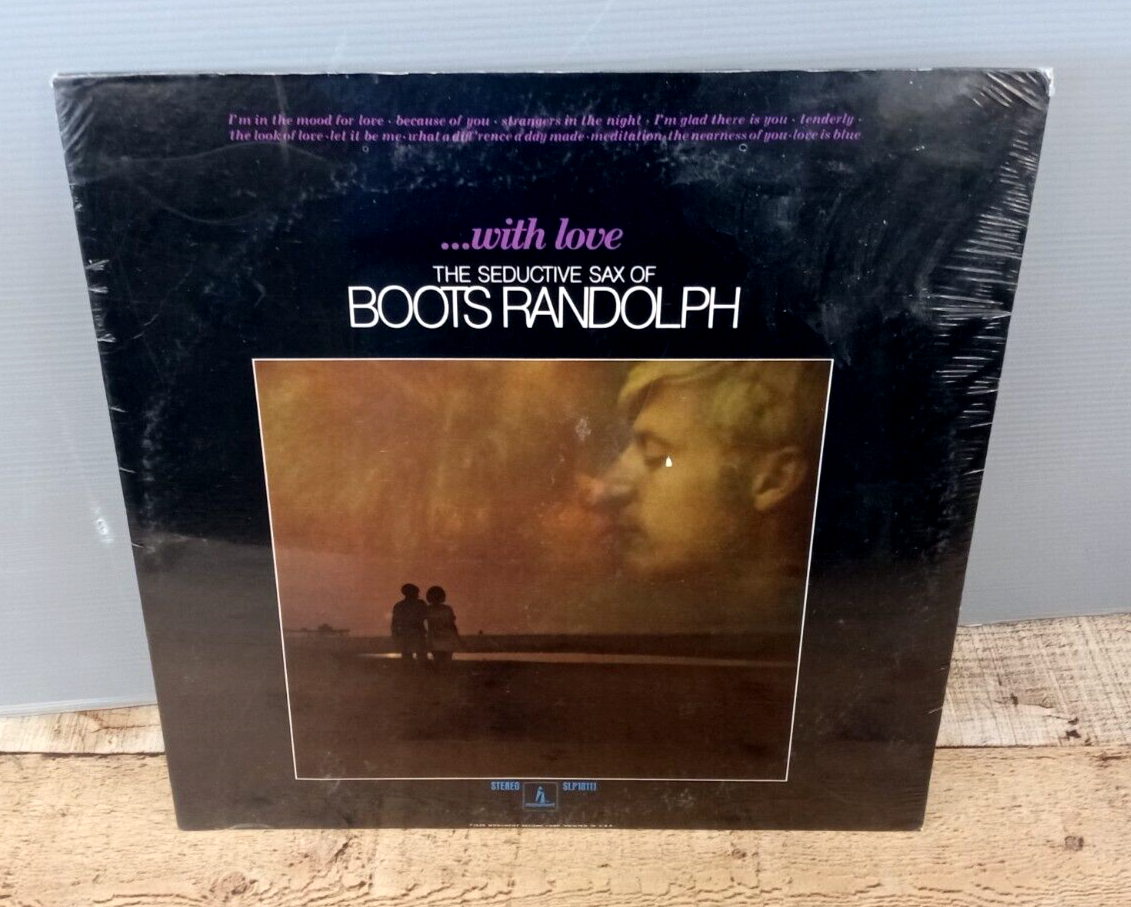 I'm in the mood for love · because of you · strangers in the night · I'm glad there is you · tenderly ·
the look of love · let it be me · what a diff'rence a day made · meditation · the nearness of you · love is blue
...with love
THE SEDUCTIVE SAX OF
BOOTS RANDOLPH
STEREO SLP18111